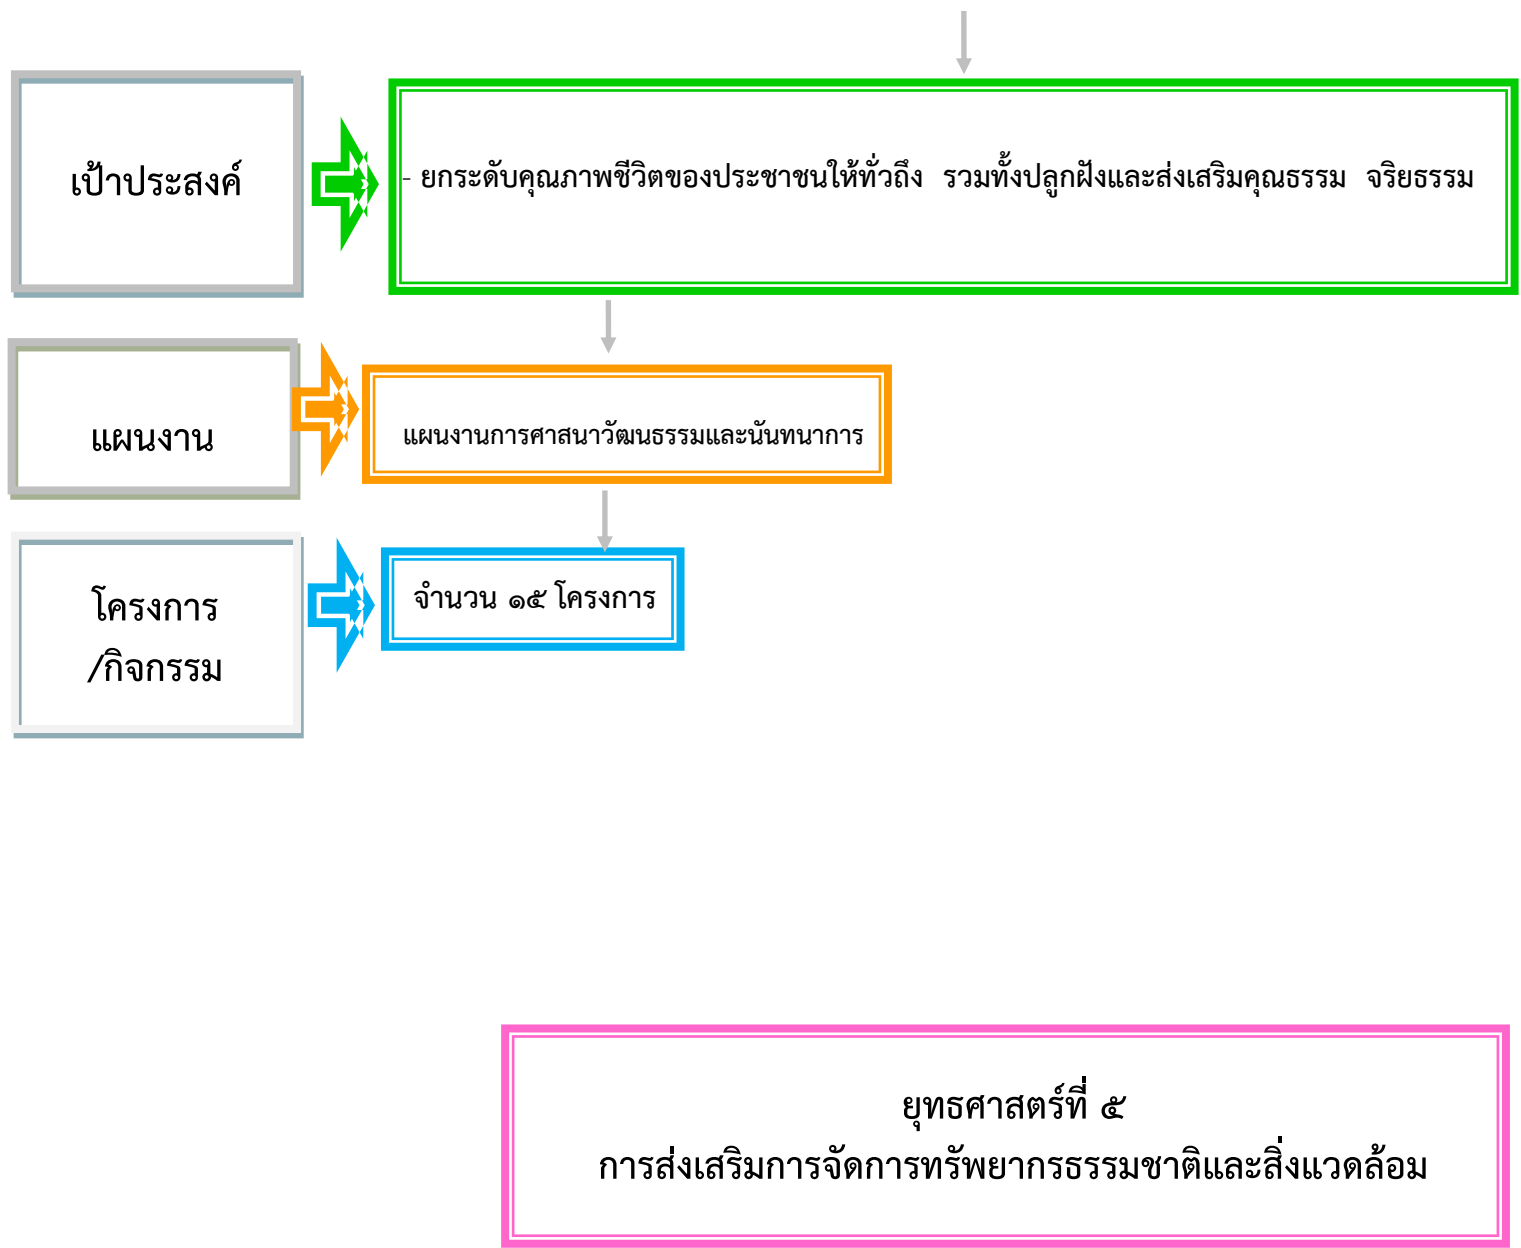 เป้าประสงค์
- ยกระดับคุณภาพชีวิตของประชาชนให้ทั่วถึง รวมทั้งปลูกฝังและส่งเสริมคุณธรรม จริยธรรม
แผนงาน
แผนงานการศาสนาวัฒนธรรมและนันทนาการ
โครงการ
/กิจกรรม
จำนวน ๑๕ โครงการ
ยุทธศาสตร์ที่ ๕
การส่งเสริมการจัดการทรัพยากรธรรมชาติและสิ่งแวดล้อม